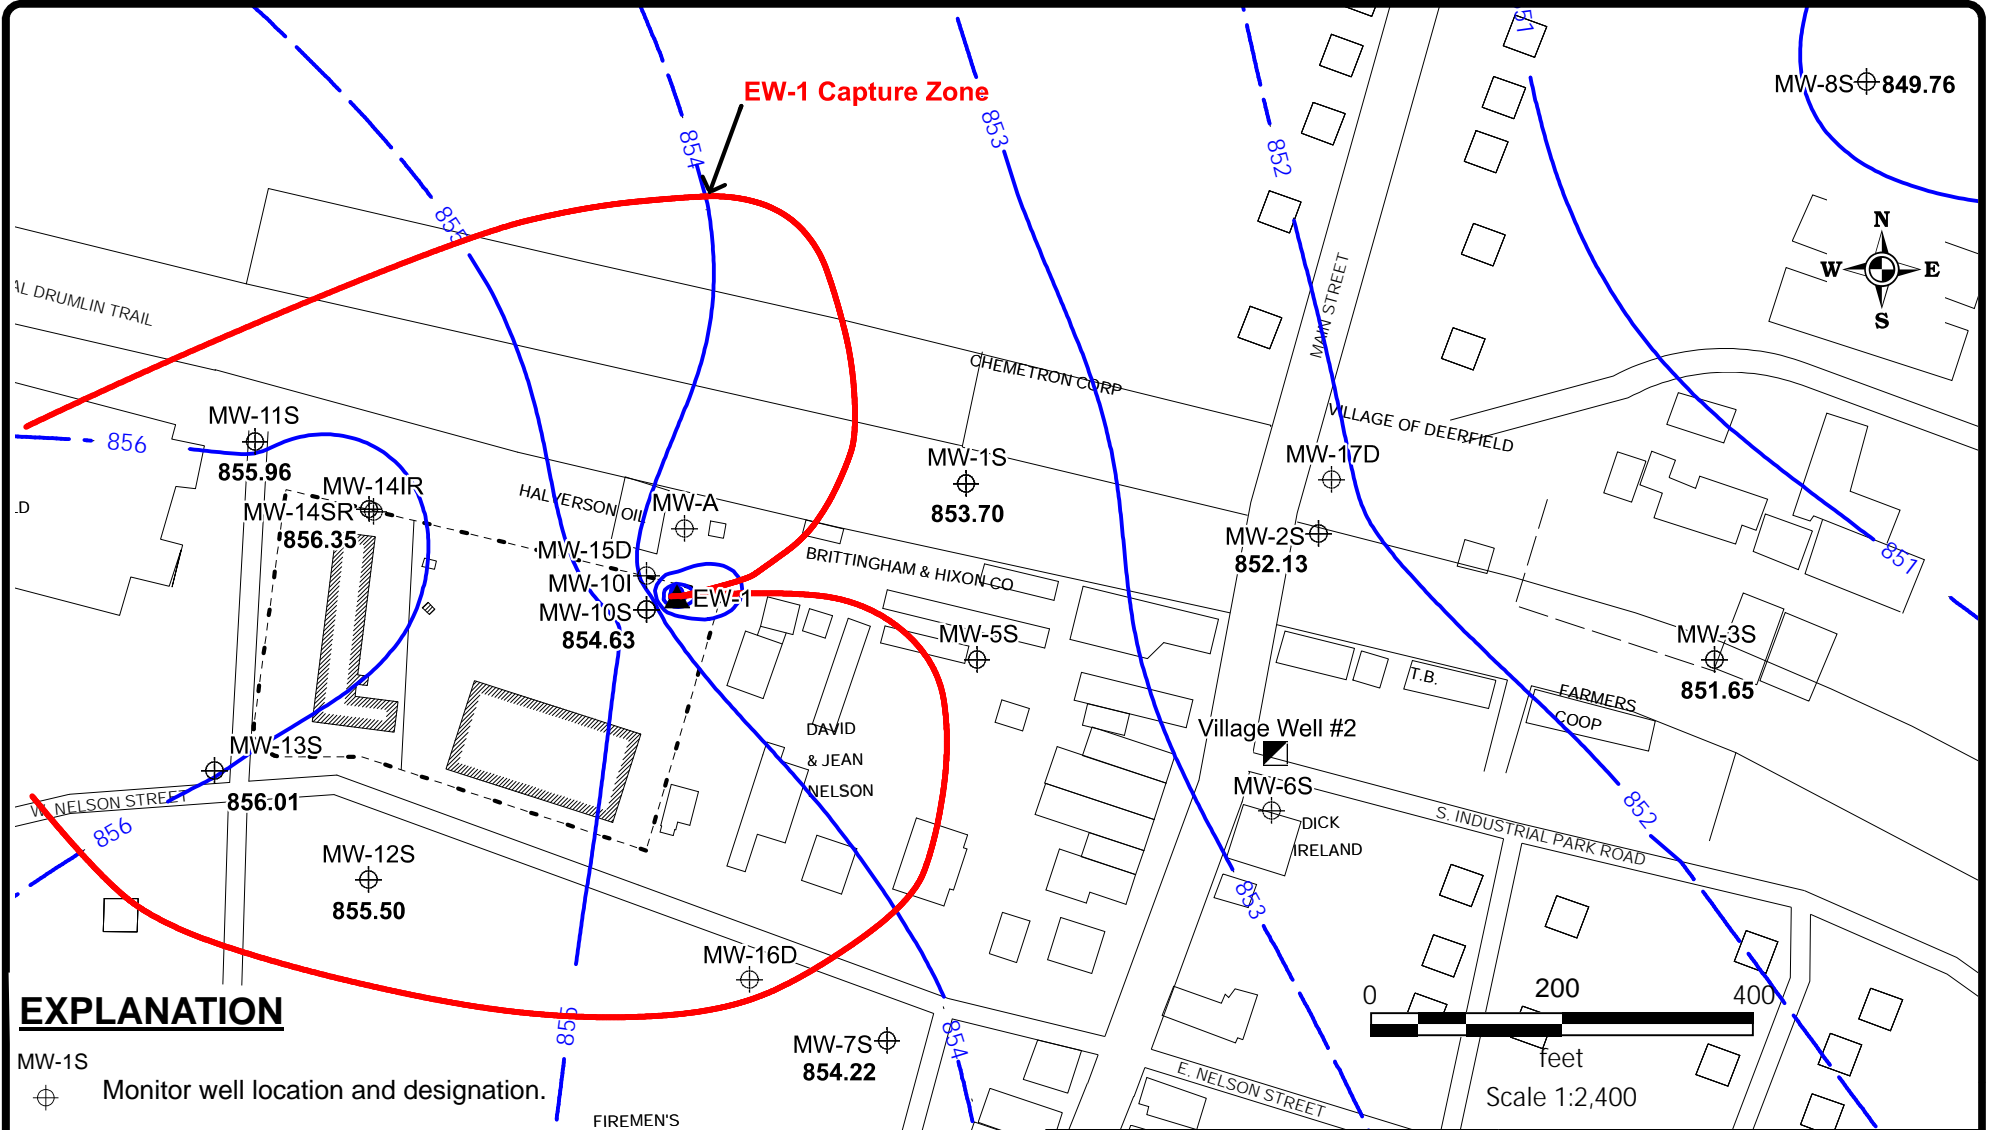 EW-1 Capture Zone
MW-8S 849.76
851
852
853
854
855
N
W E
S
AL DRUMLIN TRAIL
MAIN STREET
CHEMETRON CORP
VILLAGE OF DEERFIELD
MW-11S
855.96
856
MW-14IR
MW-14SR
856.35
LD
HALVERSON OIL
MW-A
MW-1S
853.70
MW-17D
MW-2S
852.13
851
MW-15D
MW-10I
MW-10S
854.63
EW-1
BRITTINGHAM & HIXON CO
MW-5S
MW-3S
851.65
T.B.
FARMERS
COOP
DAVID
& JEAN
NELSON
Village Well #2
MW-6S
DICK
IRELAND
S. INDUSTRIAL PARK ROAD
852
MW-13S
856.01
W. NELSON STREET
856
MW-12S
855.50
853
MW-16D
MW-7S
854.22
855
854
E. NELSON STREET
FIREMEN'S
0 200 400
feet
Scale 1:2,400
EXPLANATION
MW-1S
Monitor well location and designation.